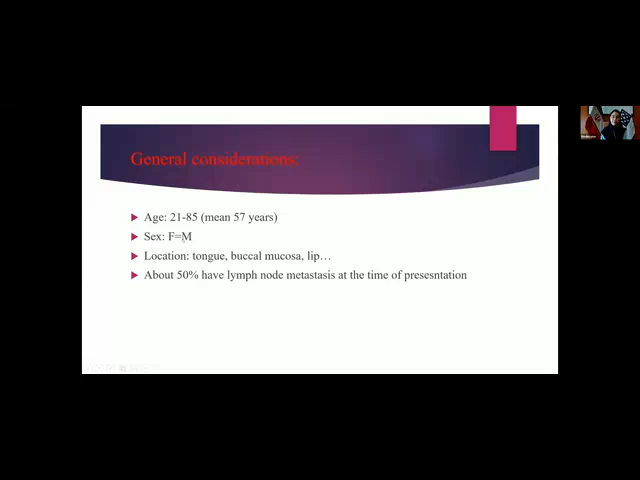 General considerations:
Age: 21-85 (mean 57 years)
Sex: F=M
Location: tongue, buccal mucosa, lip…
About 50% have lymph node metastasis at the time of presesntation